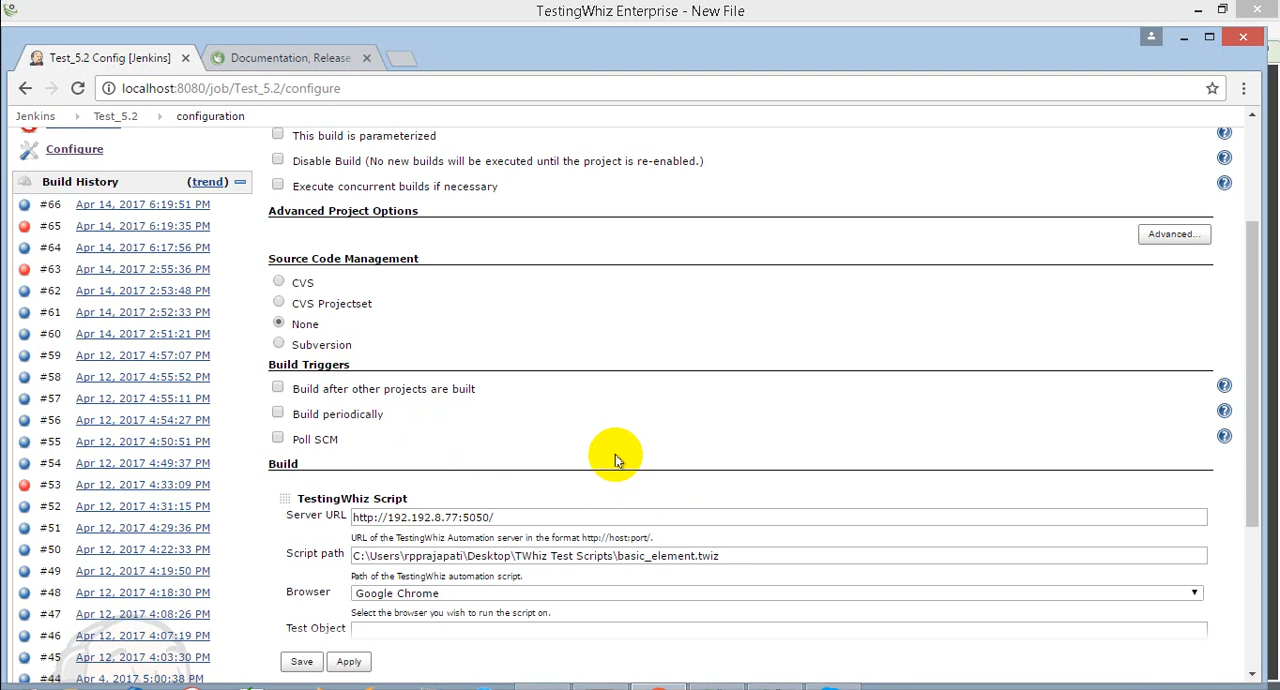 TestingWhiz Enterprise - New File
Test_5.2 Config [Jenkins]
Documentation, Release
localhost:8080/job/Test_5.2/configure
Jenkins Test_5.2 configuration
Configure
Build History (trend)
#66 Apr 14, 2017 6:19:51 PM
#65 Apr 14, 2017 6:19:35 PM
#64 Apr 14, 2017 6:17:56 PM
#63 Apr 14, 2017 2:55:36 PM
#62 Apr 14, 2017 2:53:48 PM
#61 Apr 14, 2017 2:52:33 PM
#60 Apr 14, 2017 2:51:21 PM
#59 Apr 12, 2017 4:57:07 PM
#58 Apr 12, 2017 4:55:52 PM
#57 Apr 12, 2017 4:55:11 PM
#56 Apr 12, 2017 4:54:27 PM
#55 Apr 12, 2017 4:50:51 PM
#54 Apr 12, 2017 4:49:37 PM
#53 Apr 12, 2017 4:33:09 PM
#52 Apr 12, 2017 4:31:15 PM
#51 Apr 12, 2017 4:29:36 PM
#50 Apr 12, 2017 4:22:33 PM
#49 Apr 12, 2017 4:19:50 PM
#48 Apr 12, 2017 4:18:30 PM
#47 Apr 12, 2017 4:08:26 PM
#46 Apr 12, 2017 4:07:19 PM
#45 Apr 12, 2017 4:03:30 PM
#44 Apr 4, 2017 5:00:38 PM
This build is parameterized
Disable Build (No new builds will be executed until the project is re-enabled.)
Execute concurrent builds if necessary
Advanced Project Options
Advanced...
Source Code Management
CVS
CVS Projectset
None
Subversion
Build Triggers
Build after other projects are built
Build periodically
Poll SCM
Build
TestingWhiz Script
Server URL http://192.192.8.77:5050/
URL of the TestingWhiz Automation server in the format http://host:port/.
Script path C:\Users\rpprajapati\Desktop\TWhiz Test Scripts\basic_element.twiz
Path of the TestingWhiz automation script.
Browser Google Chrome
Select the browser you wish to run the script on.
Test Object
Save Apply